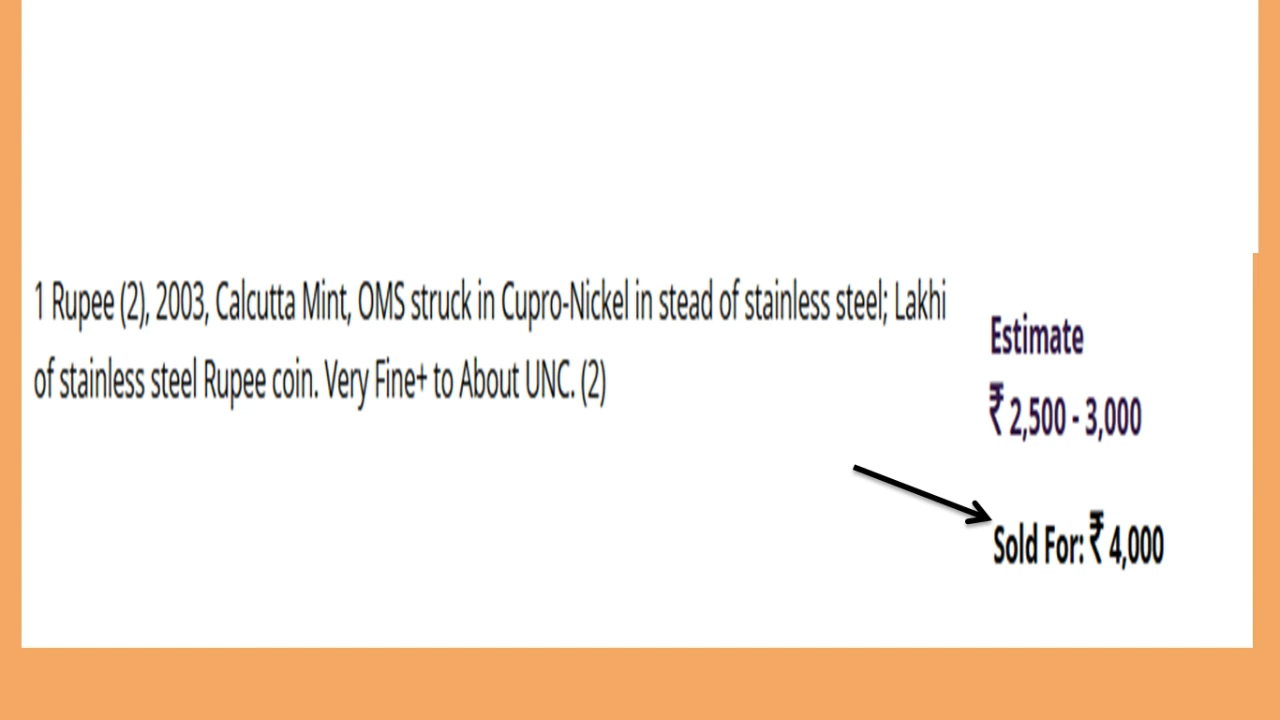 1 Rupee (2), 2003, Calcutta Mint, OMS struck in Cupro-Nickel in stead of stainless steel; Lakhi
of stainless steel Rupee coin. Very Fine+ to About UNC. (2)
Estimate
₹ 2,500 - 3,000
Sold For: ₹ 4,000